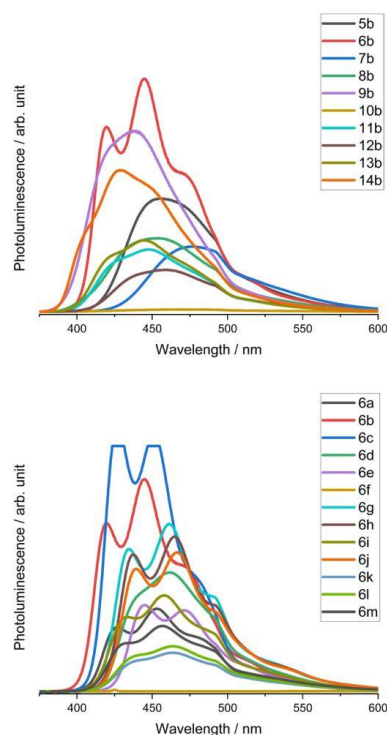 Photoluminescence / arb. unit
5b
6b
7b
8b
9b
10b
11b
12b
13b
14b
400 450 500 550 600
Wavelength / nm
Photoluminescence / arb. unit
6a
6b
6c
6d
6e
6f
6g
6h
6i
6j
6k
6l
6m
400 450 500 550 600
Wavelength / nm